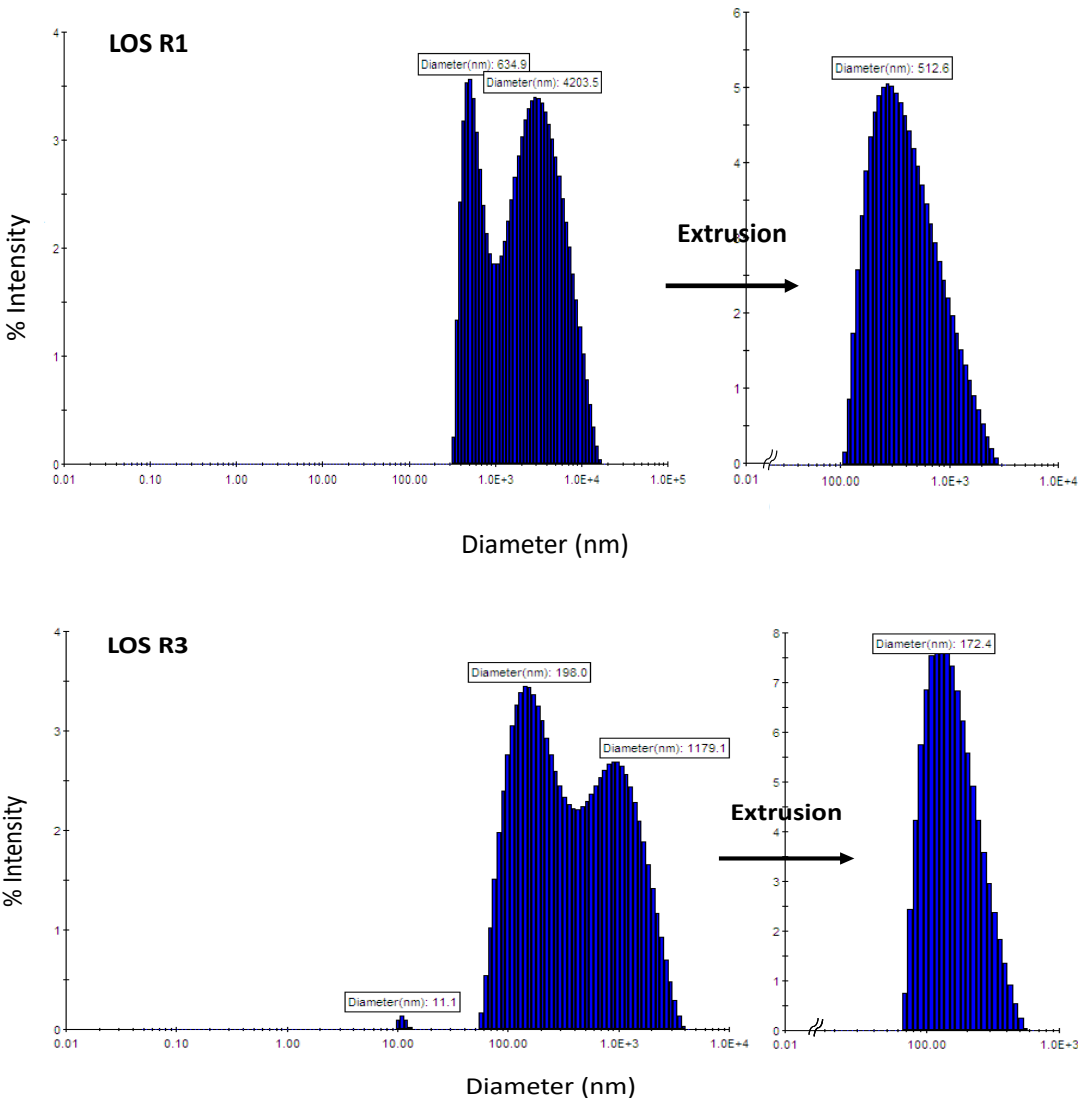 LOS R1
Diameter(nm): 634.9
Diameter(nm): 4203.5
% Intensity
4
3
2
1
0
0.01 0.10 1.00 10.00 100.00 1.0E+3 1.0E+4 1.0E+5
Extrusion
Diameter(nm): 512.6
6
5
4
3
2
1
0
0.01 100.00 1.0E+3 1.0E+4
Diameter (nm)
LOS R3
Diameter(nm): 198.0
Diameter(nm): 1179.1
Diameter(nm): 11.1
% Intensity
4
3
2
1
0
0.01 0.10 1.00 10.00 100.00 1.0E+3 1.0E+4
Extrusion
Diameter(nm): 172.4
8
7
6
5
4
3
2
1
0
0.01 100.00 1.0E+3
Diameter (nm)